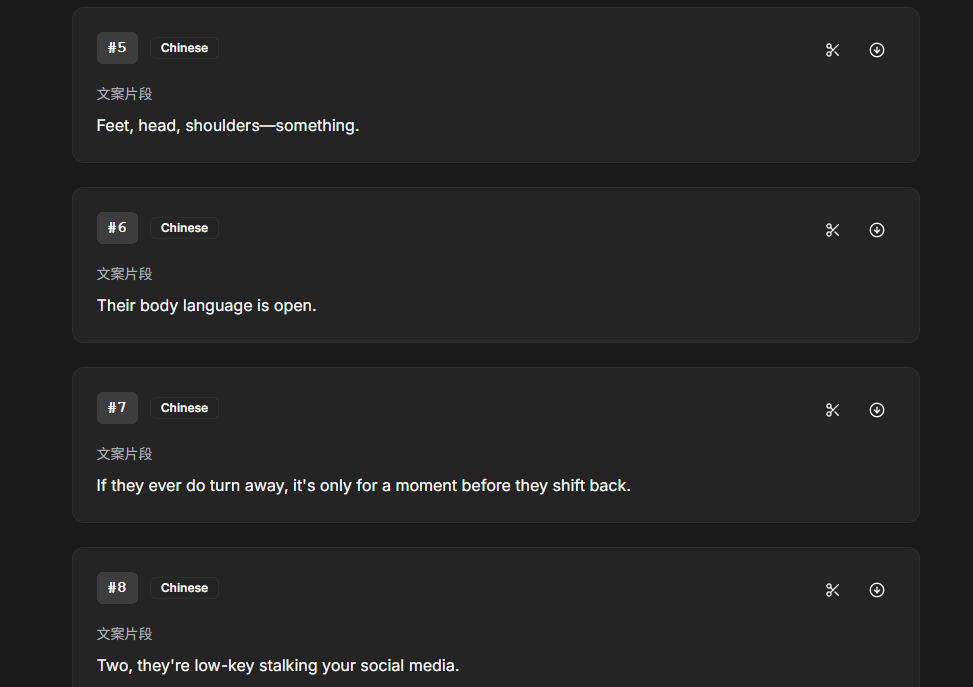 #5 Chinese
文案片段
Feet, head, shoulders—something.
#6 Chinese
文案片段
Their body language is open.
#7 Chinese
文案片段
If they ever do turn away, it's only for a moment before they shift back.
#8 Chinese
文案片段
Two, they're low-key stalking your social media.